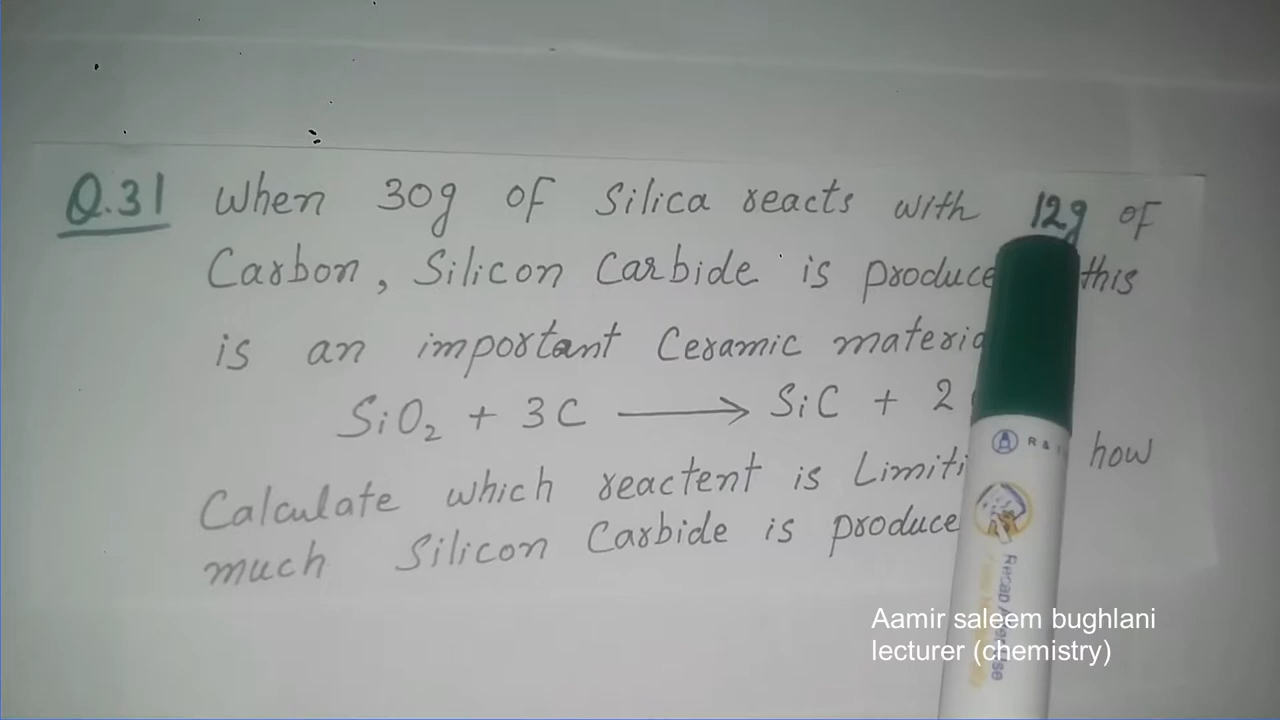 Q.31 When 30g of Silica reacts with 12g of
Carbon, Silicon Carbide is produce this
is an important Ceramic materia
SiO₂ + 3C ⟶ SiC + 2
Calculate which reactent is Limiti how
much Silicon Carbide is produce
R &
Aamir saleem bughlani
lecturer (chemistry)